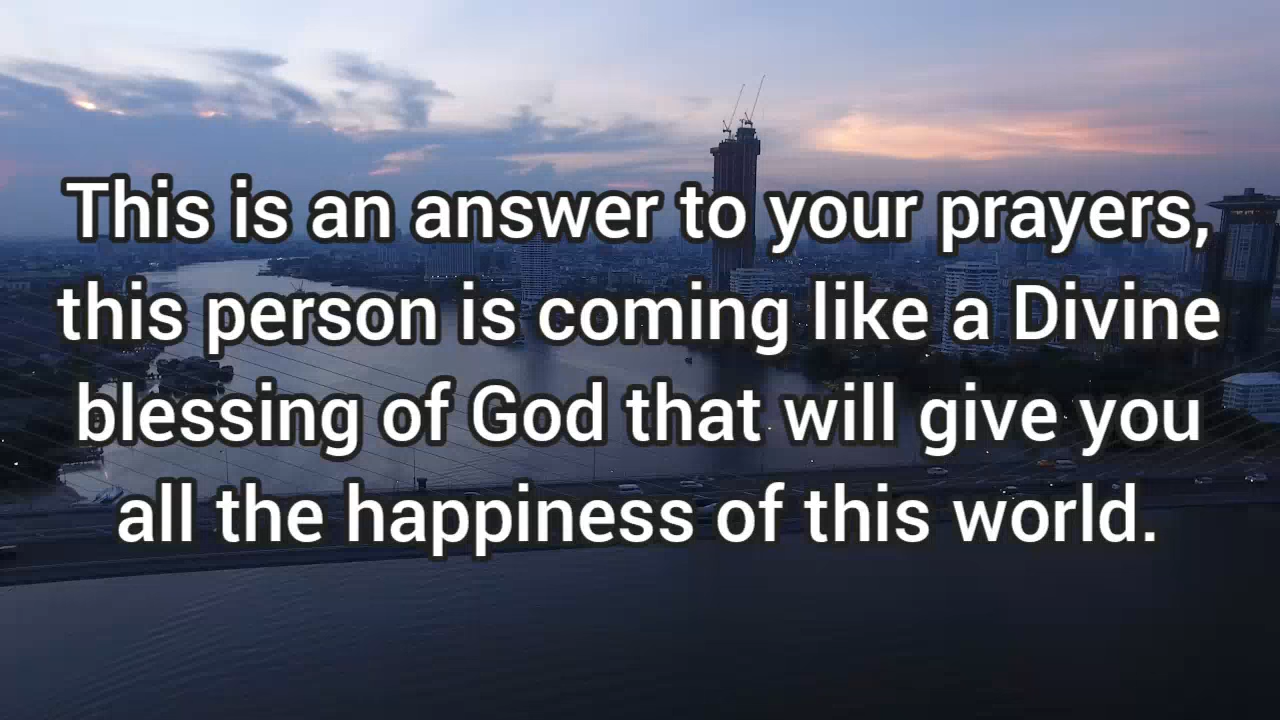 This is an answer to your prayers,
this person is coming like a Divine
blessing of God that will give you
all the happiness of this world.